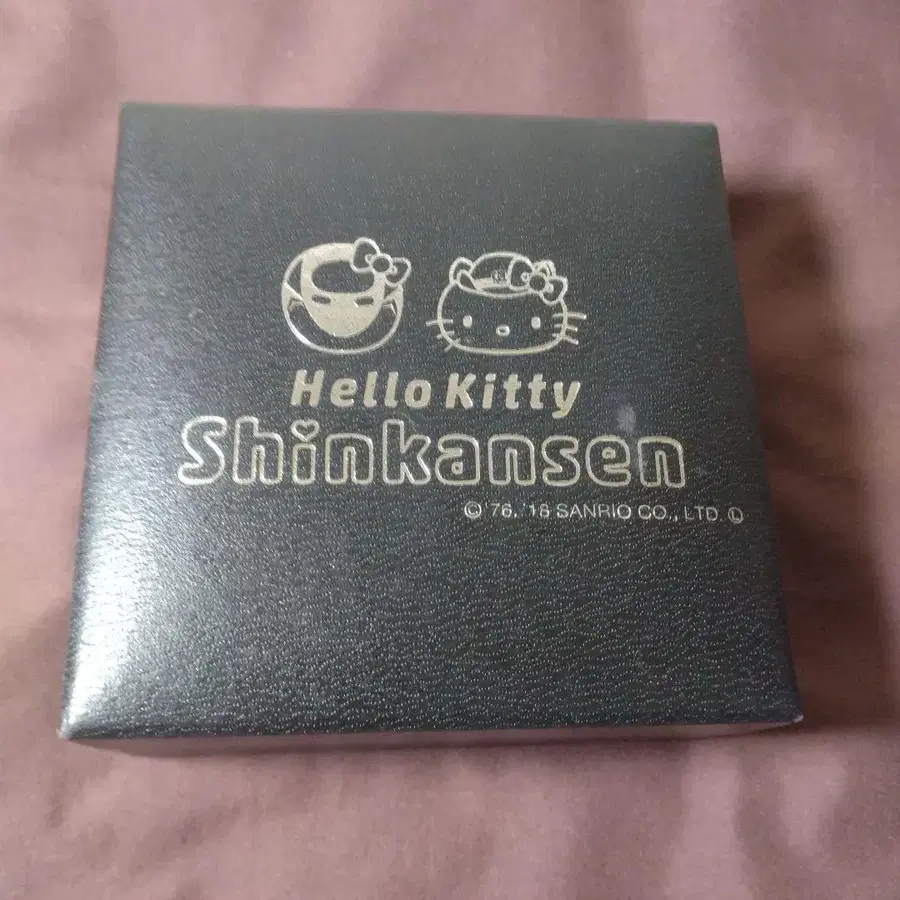 Hello Kitty
Shinkansen
© '76, '18 SANRIO CO., LTD. Ⓛ